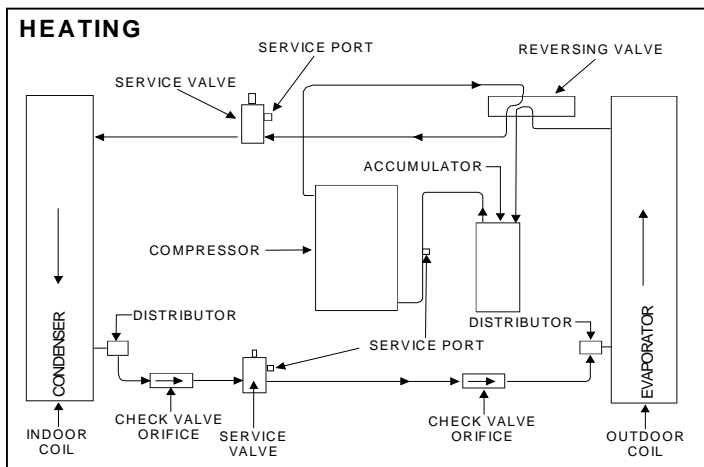 HEATING
SERVICE PORT
REVERSING VALVE
SERVICE VALVE
ACCUMULATOR
COMPRESSOR
CONDENSER
DISTRIBUTOR
DISTRIBUTOR
EVAPORATOR
SERVICE PORT
INDOOR
COIL
CHECK VALVE
ORIFICE
SERVICE
VALVE
CHECK VALVE
ORIFICE
OUTDOOR
COIL